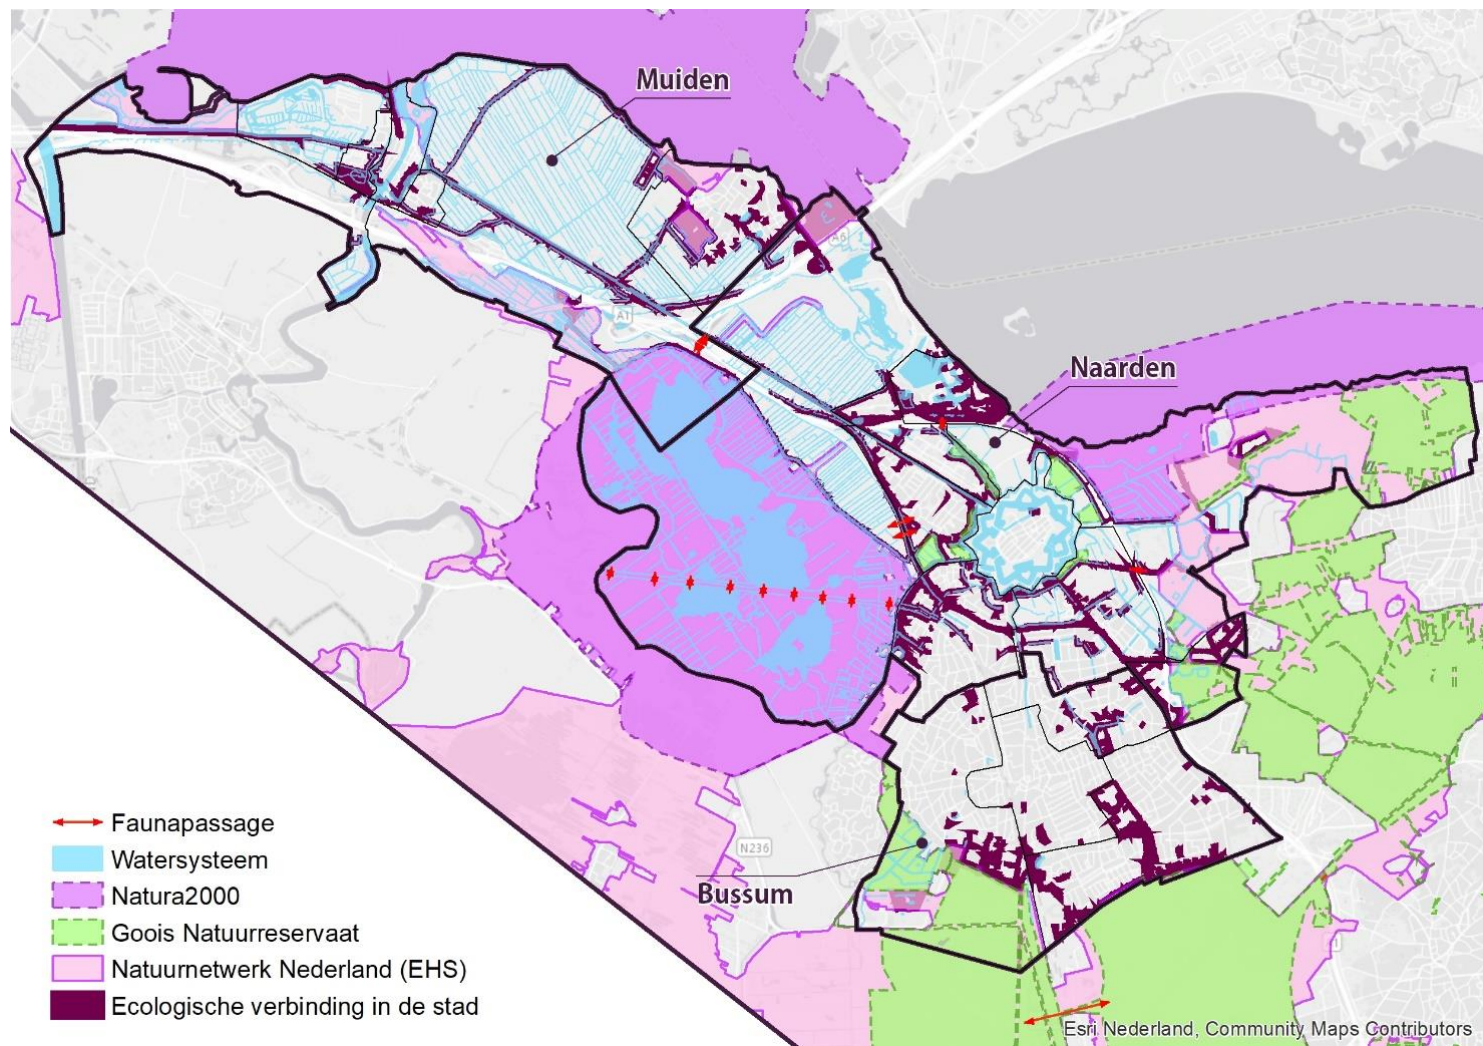 Muiden
A6
A1
Naarden
N236
Bussum
Faunapassage
Watersysteem
Natura2000
Goois Natuurreservaat
Natuurnetwerk Nederland (EHS)
Ecologische verbinding in de stad
Esri Nederland, Community Maps Contributors